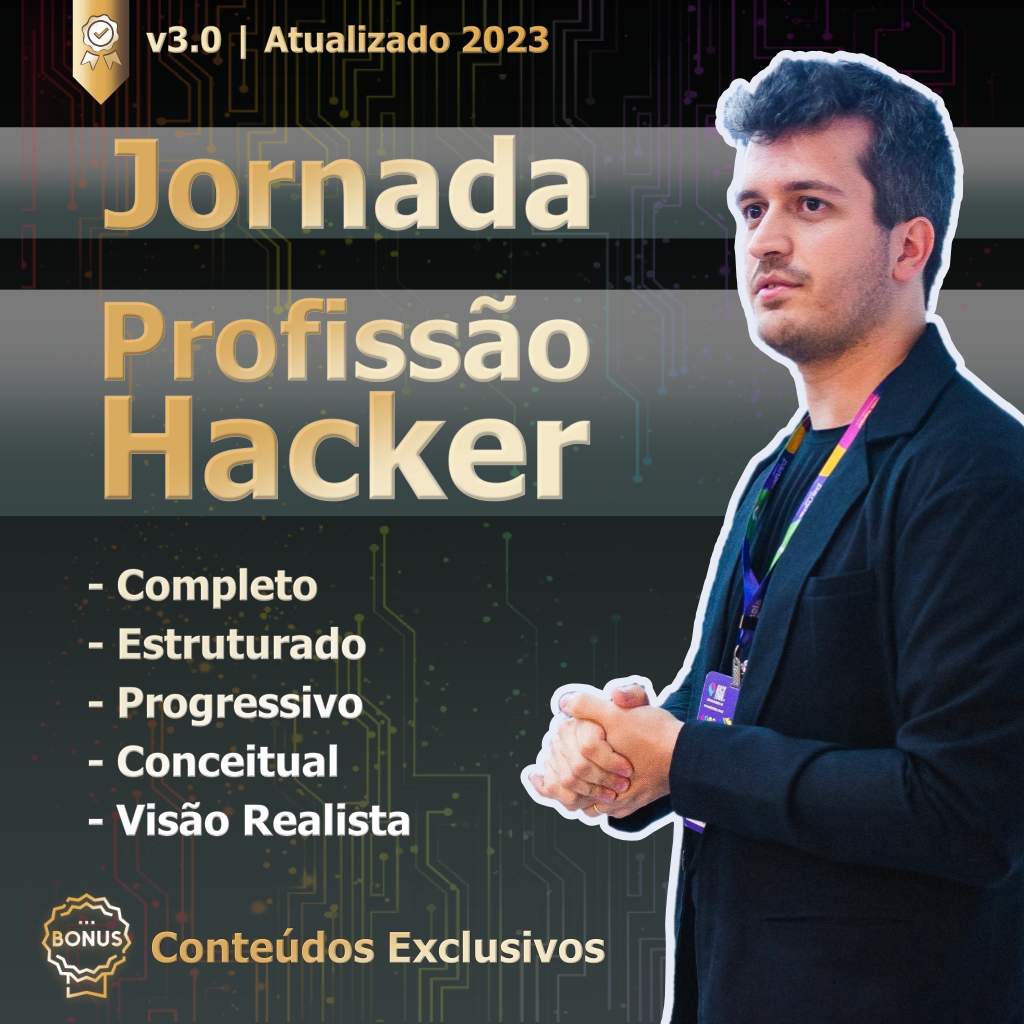 v3.0 | Atualizado 2023
Jornada
Profissão
Hacker
- Completo
- Estruturado
- Progressivo
- Conceitual
- Visão Realista
BONUS
Conteúdos Exclusivos